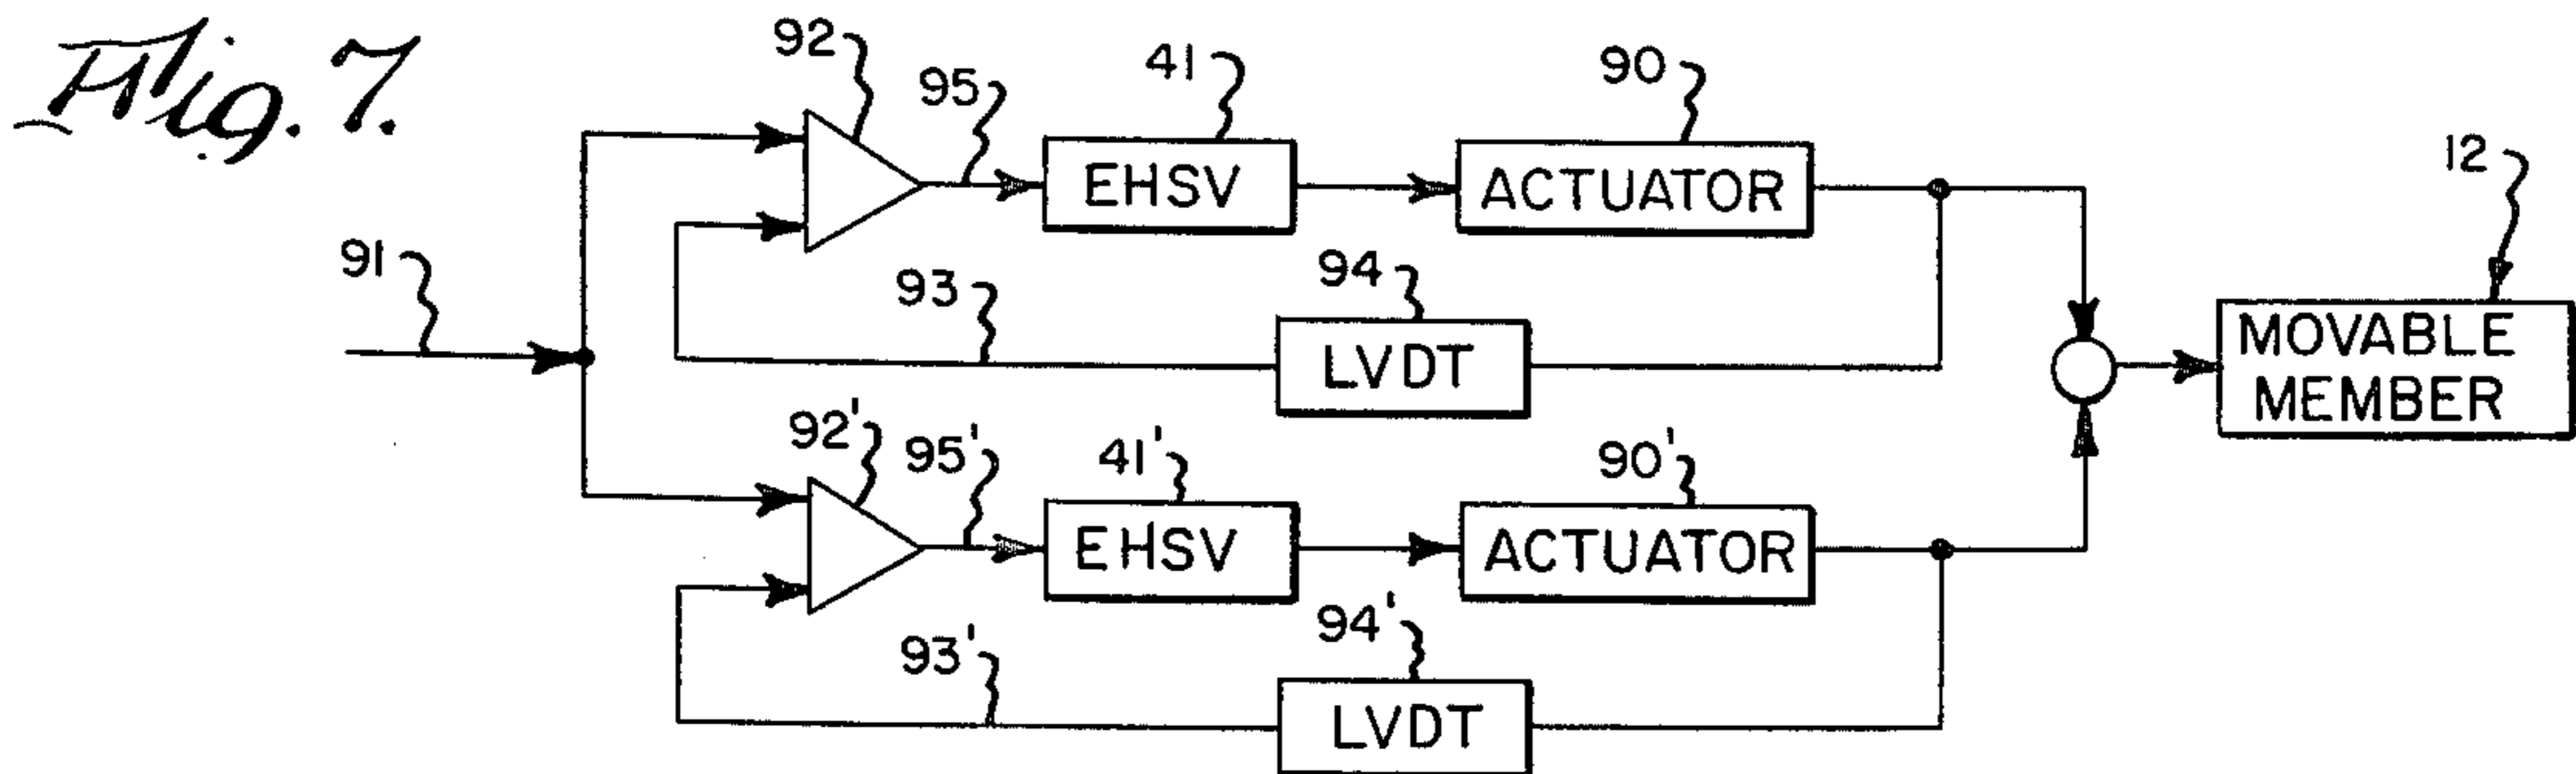 Fig. 7.
92
95
41
90
12
EHSV
ACTUATOR
91
93
94
LVDT
MOVABLE
MEMBER
92'
95'
41'
90'
EHSV
ACTUATOR
93'
94'
LVDT